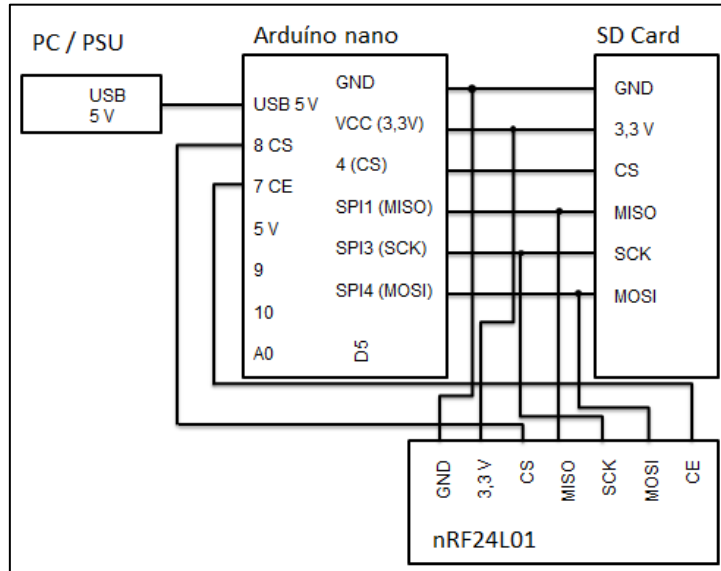 PC / PSU
USB
5 V
Arduíno nano
USB 5 V
8 CS
7 CE
5 V
9
10
A0
GND
VCC (3,3V)
4 (CS)
SPI1 (MISO)
SPI3 (SCK)
SPI4 (MOSI)
D5
SD Card
GND
3,3 V
CS
MISO
SCK
MOSI
GND
3,3 V
CS
MISO
SCK
MOSI
CE
nRF24L01